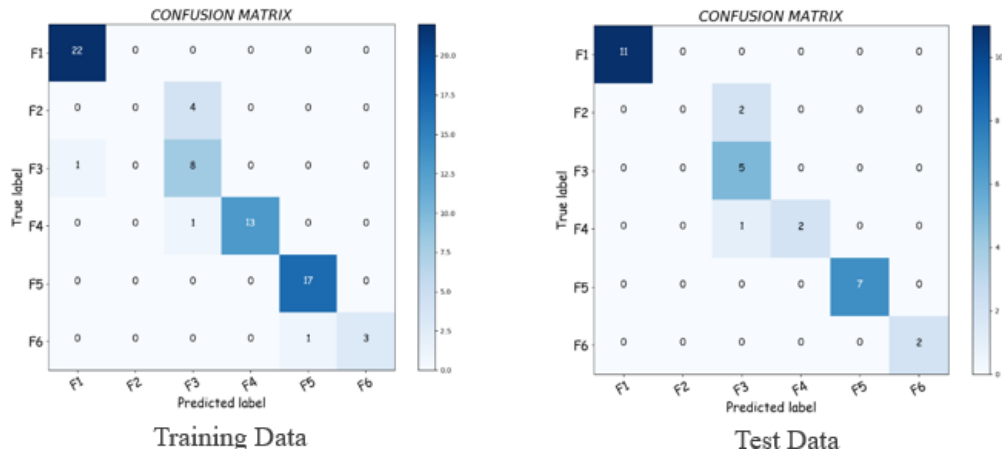 CONFUSION MATRIX
F1 22 0 0 0 0 0
F2 0 0 4 0 0 0
F3 1 0 8 0 0 0
F4 0 0 1 13 0 0
F5 0 0 0 0 17 0
F6 0 0 0 0 1 3
F1 F2 F3 F4 F5 F6
True label
Predicted label
20.0
17.5
15.0
12.5
10.0
7.5
5.0
2.5
0.0
Training Data
CONFUSION MATRIX
F1 11 0 0 0 0 0
F2 0 0 2 0 0 0
F3 0 0 5 0 0 0
F4 0 0 1 2 0 0
F5 0 0 0 0 7 0
F6 0 0 0 0 0 2
F1 F2 F3 F4 F5 F6
True label
Predicted label
10
8
6
4
2
0
Test Data